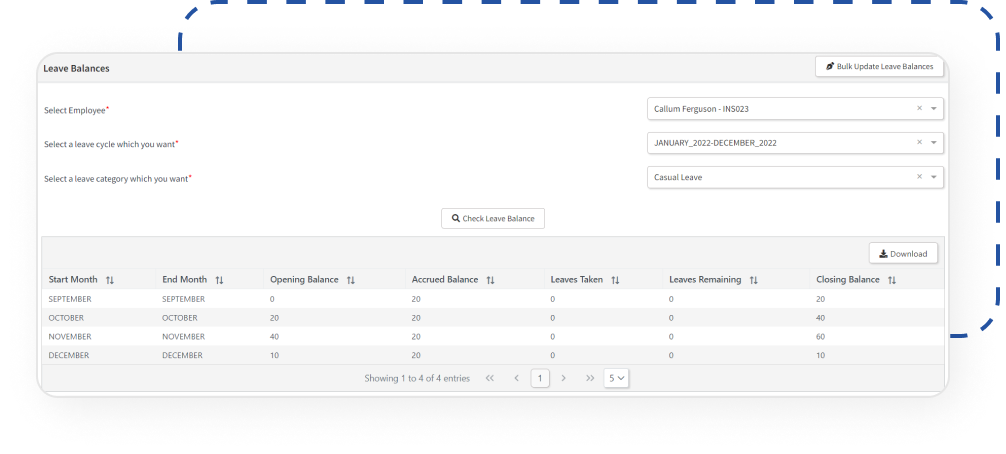 Leave Balances
Bulk Update Leave Balances
Select Employee*
Callum Ferguson - INS023
Select a leave cycle which you want*
JANUARY_2022-DECEMBER_2022
Select a leave category which you want*
Casual Leave
Check Leave Balance
Download
Start Month End Month Opening Balance Accrued Balance Leaves Taken Leaves Remaining Closing Balance
SEPTEMBER SEPTEMBER 0 20 0 0 20
OCTOBER OCTOBER 20 20 0 0 40
NOVEMBER NOVEMBER 40 20 0 0 60
DECEMBER DECEMBER 10 20 0 0 10
Showing 1 to 4 of 4 entries « < 1 > » 5